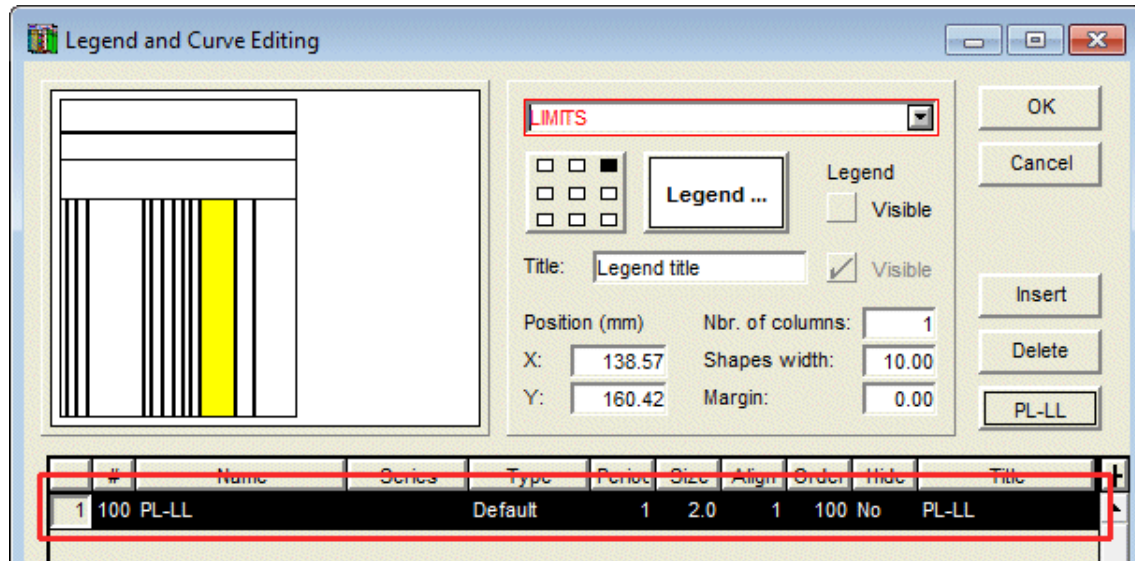 Legend and Curve Editing
LIMITS
OK
Cancel
Legend ...
Legend
Visible
Title: Legend title
Visible
Insert
Position (mm)
Nbr. of columns: 1
Delete
X: 138.57
Shapes width: 10.00
Y: 160.42
Margin: 0.00
PL-LL
# Name Series Type Period Size Align Order Hide Title
1 100 PL-LL Default 1 2.0 1 100 No PL-LL